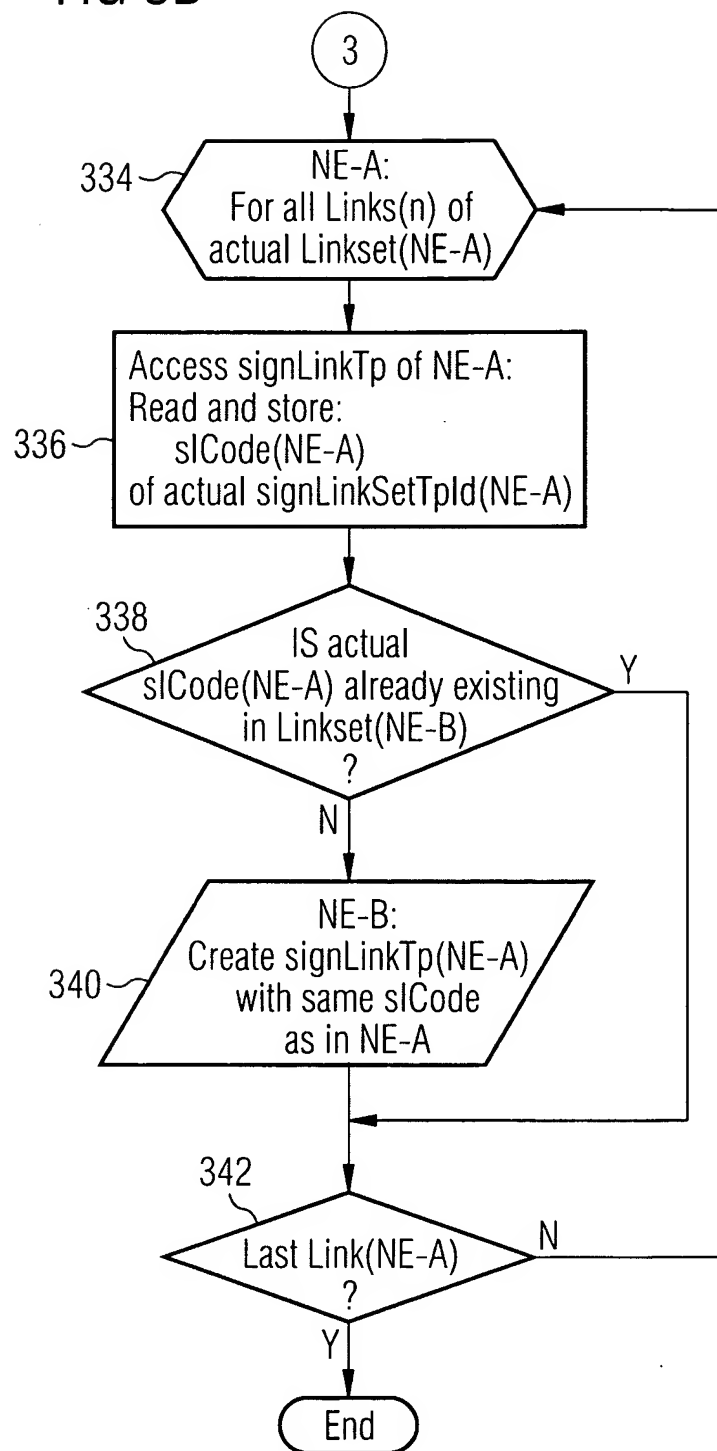 3
334
NE-A:
For all Links(n) of
actual Linkset(NE-A)
336
Access signLinkTp of NE-A:
Read and store:
slCode(NE-A)
of actual signLinkSetTpId(NE-A)
338
IS actual
slCode(NE-A) already existing
in Linkset(NE-B)
?
Y
N
340
NE-B:
Create signLinkTp(NE-A)
with same slCode
as in NE-A
342
Last Link(NE-A)
?
N
Y
End